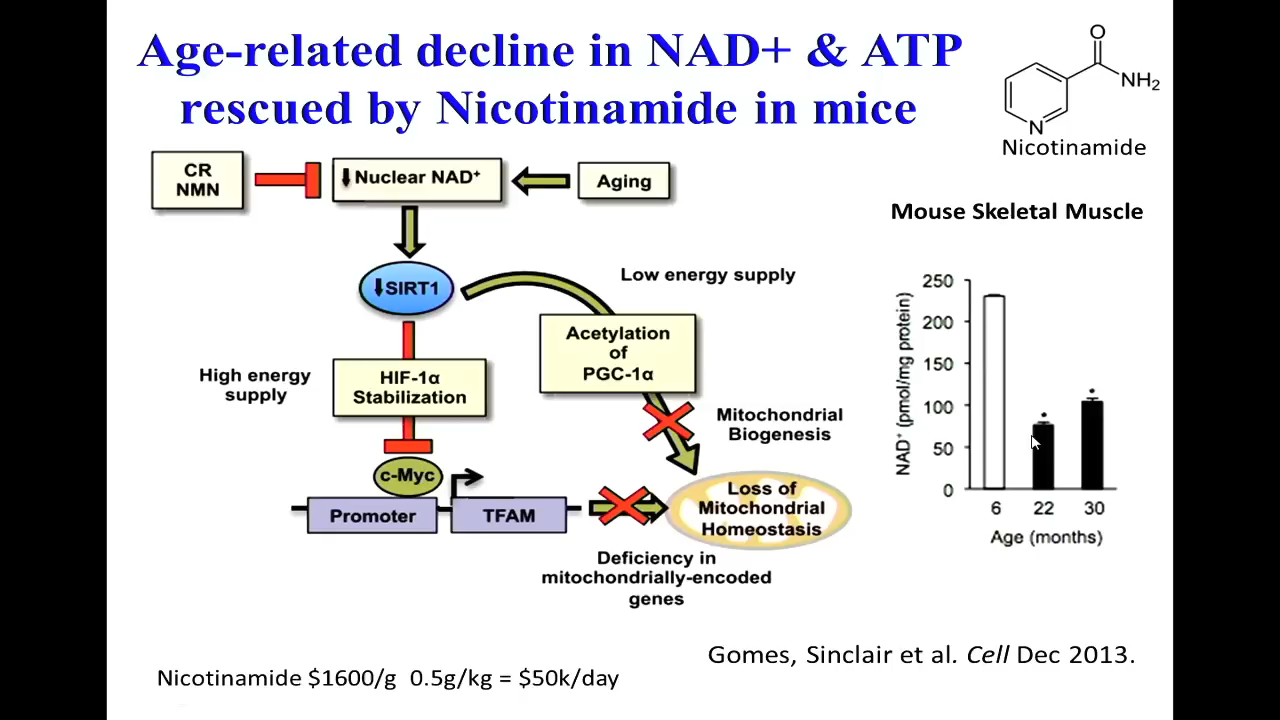 Age-related decline in NAD+ & ATP
rescued by Nicotinamide in mice
O
NH2
N
Nicotinamide
CR
NMN
⬇Nuclear NAD+
Aging
Mouse Skeletal Muscle
⬇SIRT1
Low energy supply
Acetylation
of
PGC-1α
High energy
supply
HIF-1α
Stabilization
Mitochondrial
Biogenesis
c-Myc
Promoter
TFAM
Loss of
Mitochondrial
Homeostasis
Deficiency in
mitochondrially-encoded
genes
NAD+ (pmol/mg protein)
250
200
150
100
50
0
6 22 30
Age (months)
Gomes, Sinclair et al. Cell Dec 2013.
Nicotinamide $1600/g 0.5g/kg = $50k/day